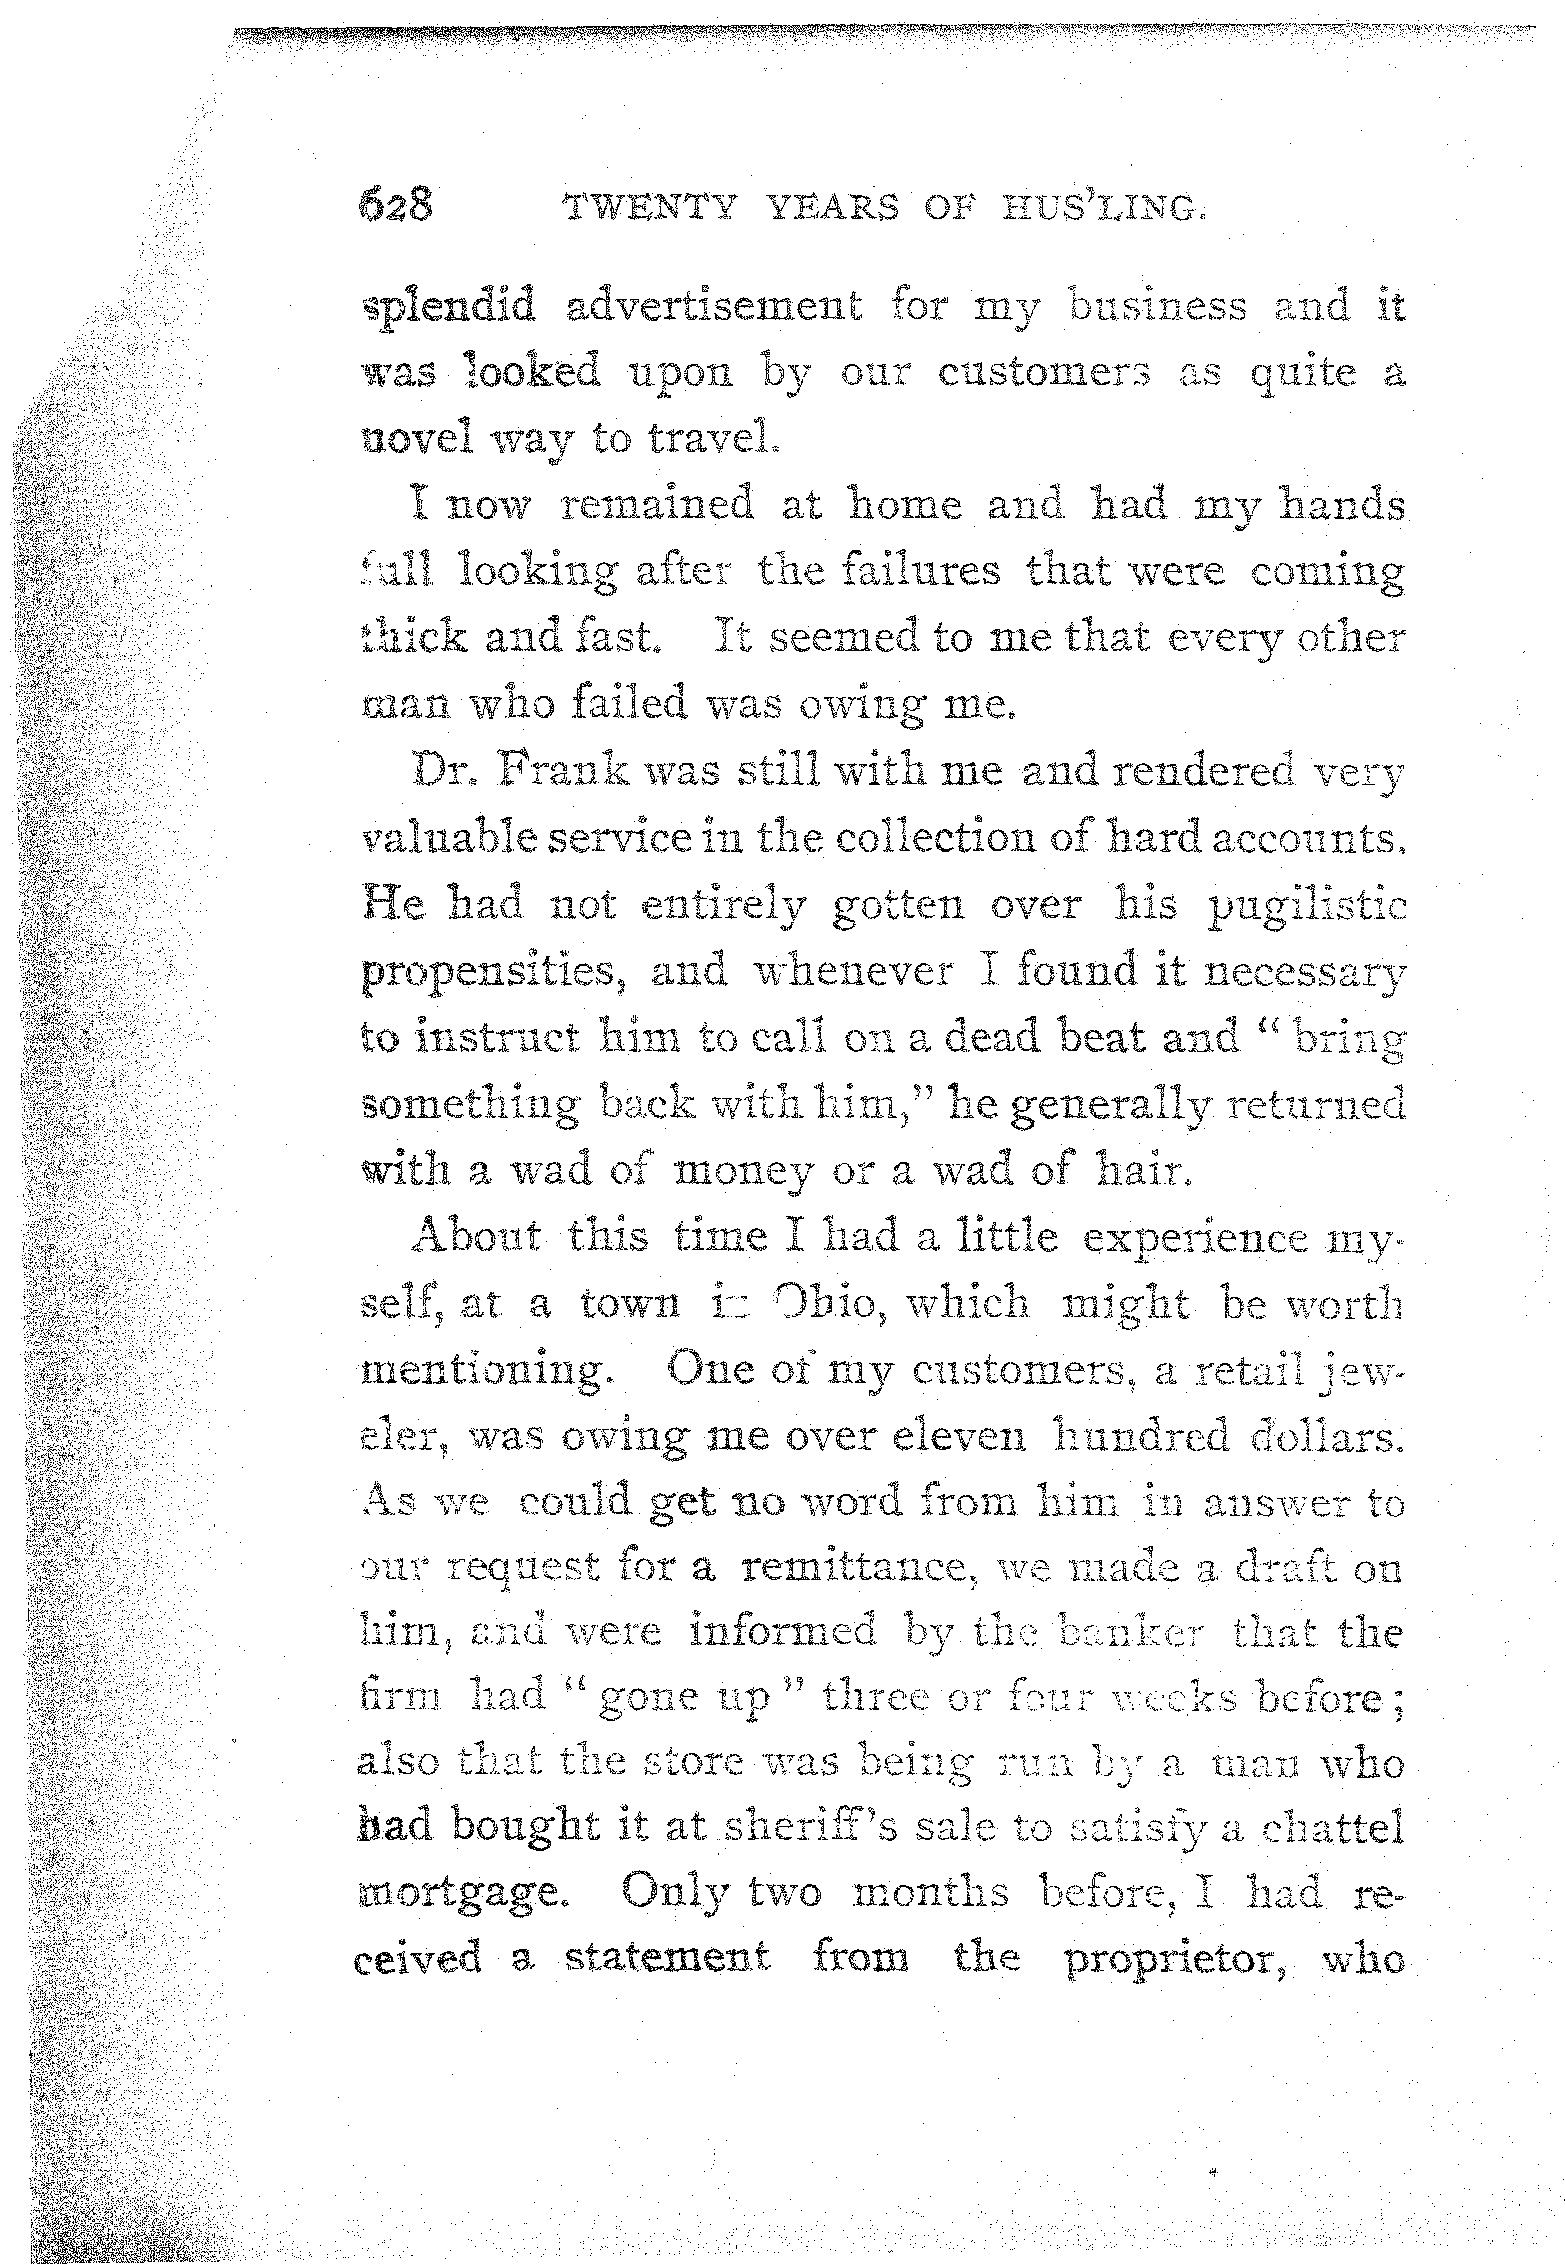 628 TWENTY YEARS OF HUS'LING.
splendid advertisement for my business and it
was looked upon by our customers as quite a
novel way to travel.
I now remained at home and had my hands
full looking after the failures that were coming
thick and fast. It seemed to me that every other
man who failed was owing me.
Dr. Frank was still with me and rendered very
valuable service in the collection of hard accounts.
He had not entirely gotten over his pugilistic
propensities, and whenever I found it necessary
to instruct him to call on a dead beat and "bring
something back with him," he generally returned
with a wad of money or a wad of hair.
About this time I had a little experience my-
self, at a town in Ohio, which might be worth
mentioning. One of my customers, a retail jew-
eler, was owing me over eleven hundred dollars.
As we could get no word from him in answer to
our request for a remittance, we made a draft on
him, and were informed by the banker that the
firm had "gone up" three or four weeks before;
also that the store was being run by a man who
had bought it at sheriff's sale to satisfy a chattel
mortgage. Only two months before, I had re-
ceived a statement from the proprietor, who